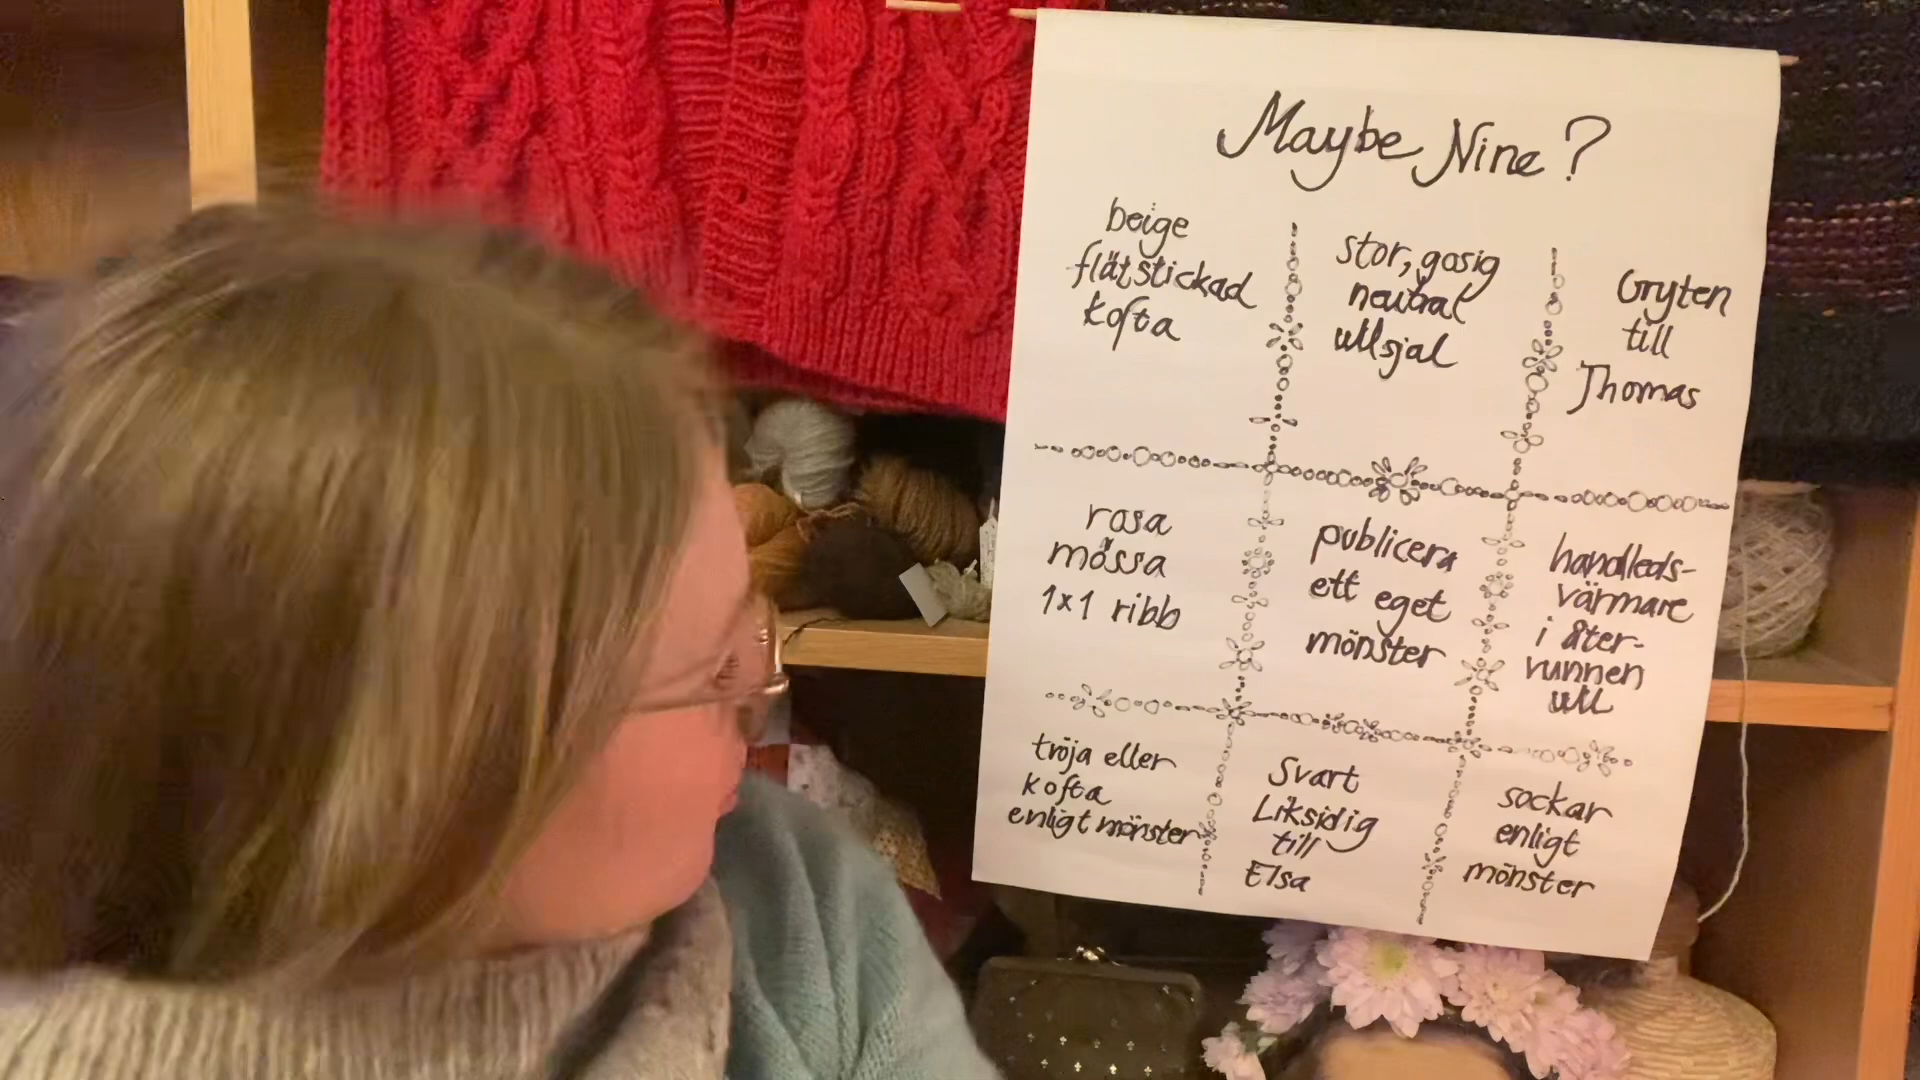 Maybe Nine?
beige
flätstickad
kofta
stor, gasig
neutral
ullsjal
Gryten
till
Thomas
rosa
mössa
1x1 ribb
publicera
ett eget
mönster
handleds-
värmare
i åter-
vunnen
ull
tröja eller
kofta
enligt mönster
Svart
Liksidig
till
Elsa
sockar
enligt
mönster